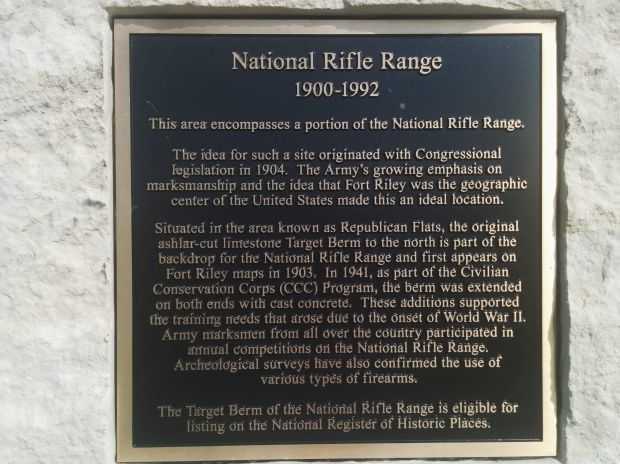 National Rifle Range
1900-1992
This area encompasses a portion of the National Rifle Range.
The idea for such a site originated with Congressional
legislation in 1904. The Army's growing emphasis on
marksmanship and the idea that Fort Riley was the geographic
center of the United States made this an ideal location.
Situated in the area known as Republican Flats, the original
ashlar-cut limestone Target Berm to the north is part of the
backdrop for the National Rifle Range and first appears on
Fort Riley maps in 1903. In 1941, as part of the Civilian
Conservation Corps (CCC) Program, the berm was extended
on both ends with cast concrete. These additions supported
the training needs that arose due to the onset of World War II.
Army marksmen from all over the country participated in
annual competitions on the National Rifle Range.
Archeological surveys have also confirmed the use of
various types of firearms.
The Target Berm of the National Rifle Range is eligible for
listing on the National Register of Historic Places.